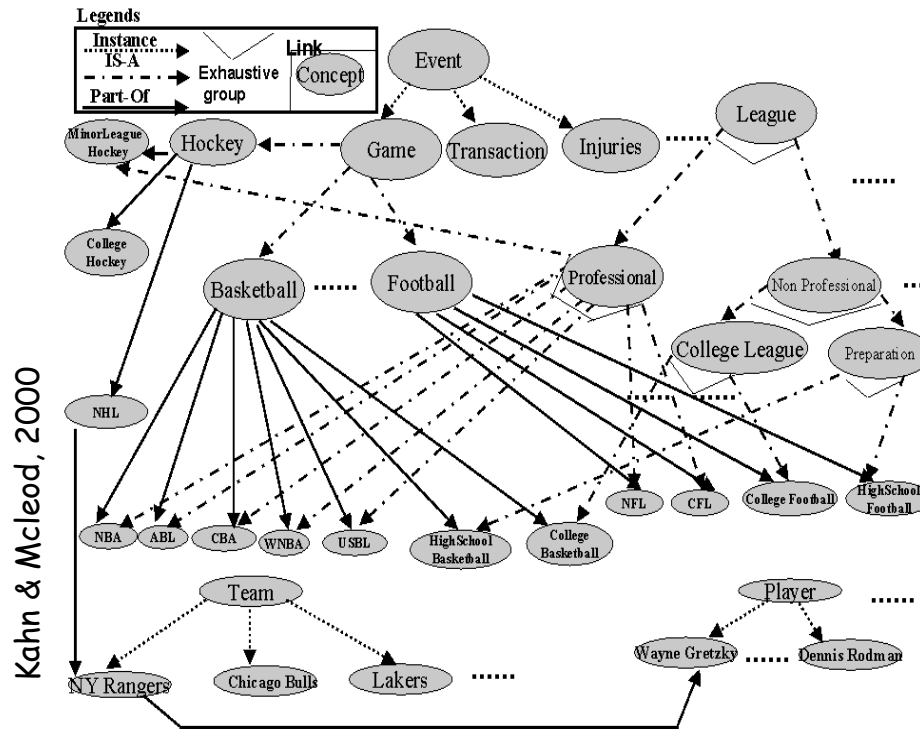 Legends
Instance
IS-A
Part-Of
Exhaustive
group
Link
Concept
Event
League
MinorLeague
Hockey
Hockey
Game
Transaction
Injuries
College
Hockey
Basketball
Football
Professional
Non Professional
College League
Preparation
NHL
NBA
ABL
CBA
WNBA
USBL
HighSchool
Basketball
College
Basketball
NFL
CFL
College Football
HighSchool
Football
Team
Player
NY Rangers
Chicago Bulls
Lakers
Wayne Gretzky
Dennis Rodman
Kahn & Mcleod, 2000